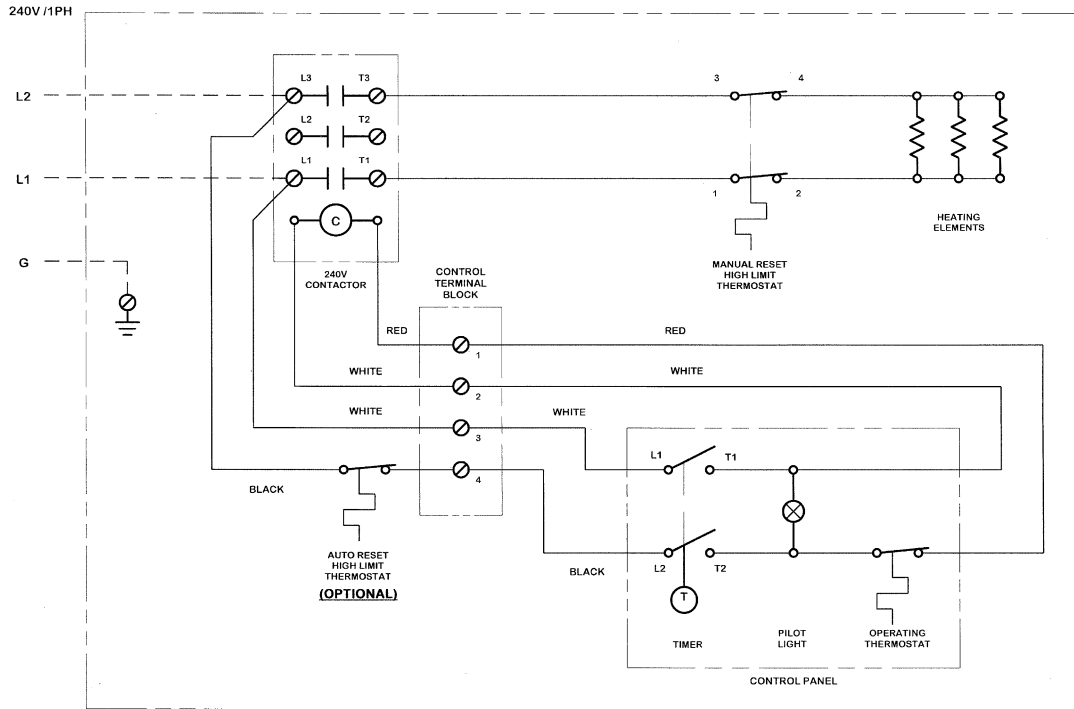 240V /1PH
L3 T3
3 4
L2
L2 T2
L1 T1
L1
1 2
C
HEATING
ELEMENTS
G
240V
CONTACTOR
CONTROL
TERMINAL
BLOCK
MANUAL RESET
HIGH LIMIT
THERMOSTAT
RED
RED
1
WHITE
WHITE
2
WHITE
WHITE
3
L1 T1
BLACK
4
AUTO RESET
HIGH LIMIT
THERMOSTAT
(OPTIONAL)
BLACK
L2 T2
T
TIMER
PILOT
LIGHT
OPERATING
THERMOSTAT
CONTROL PANEL